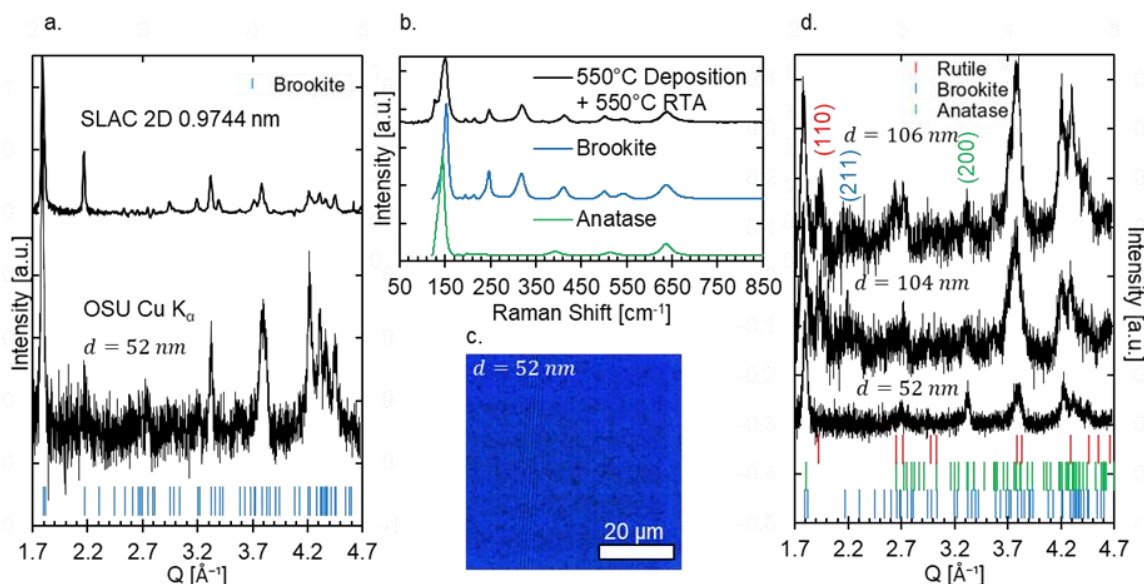 a.
Brookite
SLAC 2D 0.9744 nm
OSU Cu Kα
d = 52 nm
Intensity [a.u.]
1.7 2.2 2.7 3.2 3.7 4.2 4.7
Q [Å⁻¹]
b.
550°C Deposition
+ 550°C RTA
Brookite
Anatase
Intensity [a.u.]
50 150 250 350 450 550 650 750 850
Raman Shift [cm⁻¹]
c.
d = 52 nm
20 µm
d.
Rutile
Brookite
Anatase
d = 106 nm
(110)
(211)
(200)
d = 104 nm
d = 52 nm
Intensity [a.u.]
1.7 2.2 2.7 3.2 3.7 4.2 4.7
Q [Å⁻¹]